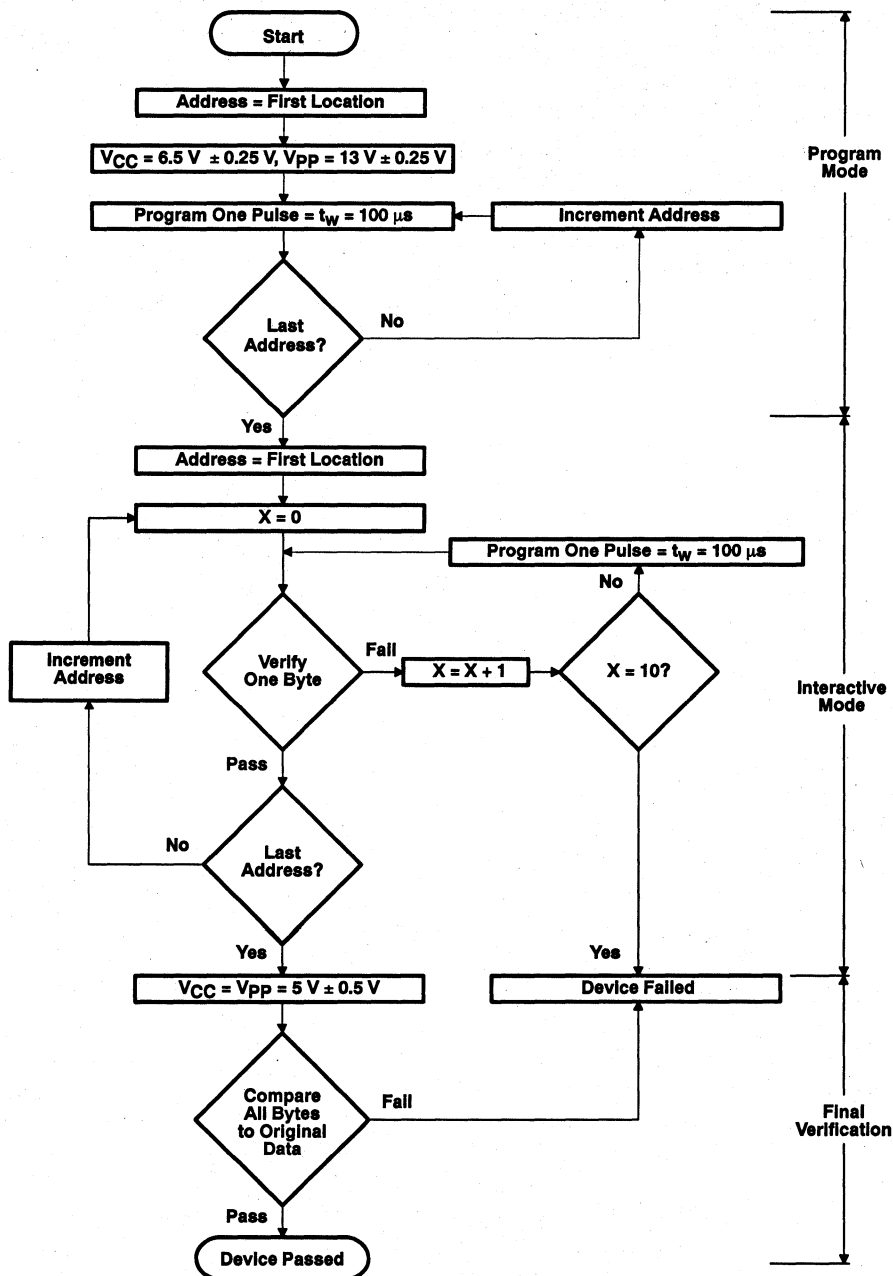 Start
Address = First Location
VCC = 6.5 V ± 0.25 V, VPP = 13 V ± 0.25 V
Program
Mode
Program One Pulse = tw = 100 μs
Increment Address
Last
Address?
No
Yes
Address = First Location
X = 0
Program One Pulse = tw = 100 μs
No
Increment
Address
Verify
One Byte
Fail
X = X + 1
X = 10?
Interactive
Mode
Pass
No
Last
Address?
Yes
Yes
VCC = VPP = 5 V ± 0.5 V
Device Failed
Compare
All Bytes
to Original
Data
Fail
Final
Verification
Pass
Device Passed